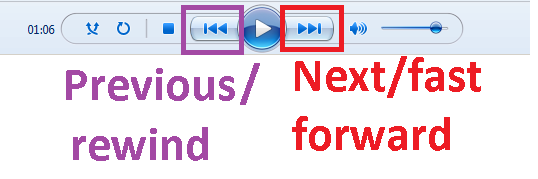 01:06
Previous/
rewind
Next/fast
forward